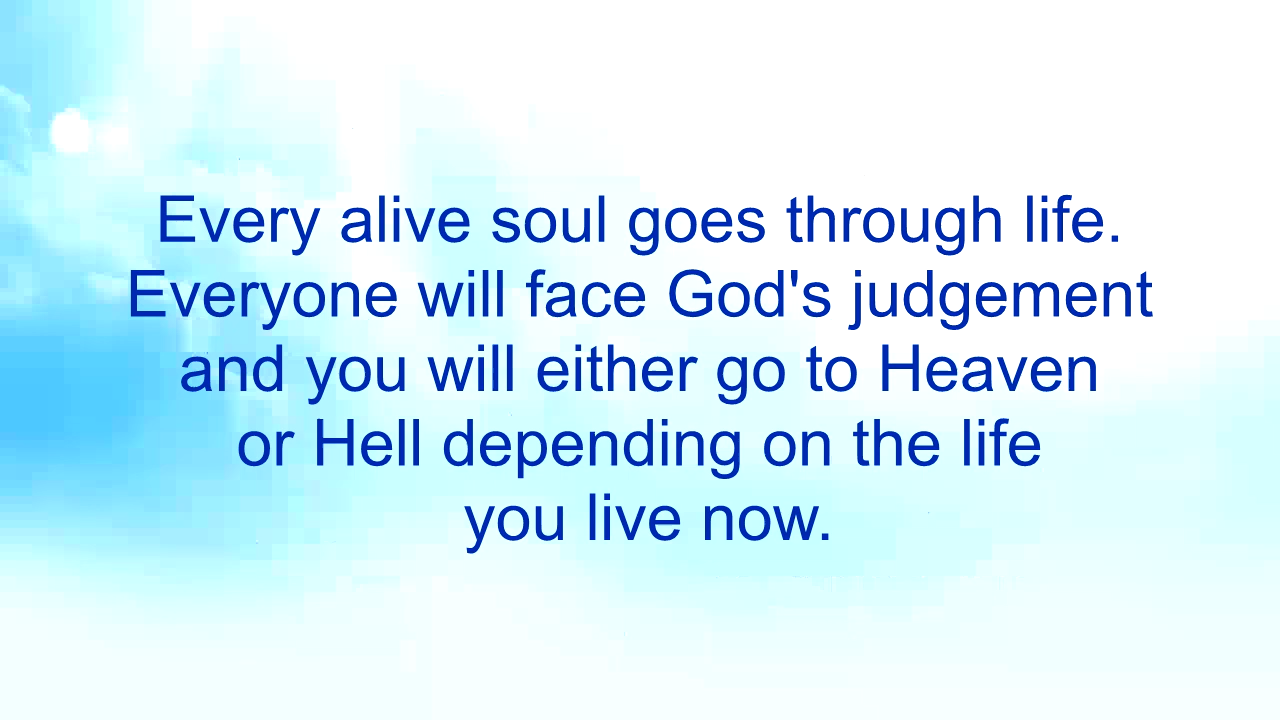 Every alive soul goes through life.
Everyone will face God's judgement
and you will either go to Heaven
or Hell depending on the life
you live now.